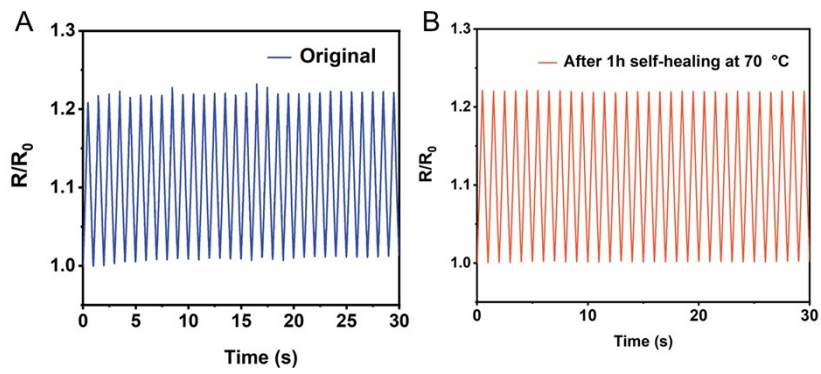 A
1.3
1.2
1.1
1.0
R/R0
Original
0 5 10 15 20 25 30
Time (s)
B
1.3
1.2
1.1
1.0
R/R0
After 1h self-healing at 70 °C
0 10 20 30
Time (s)